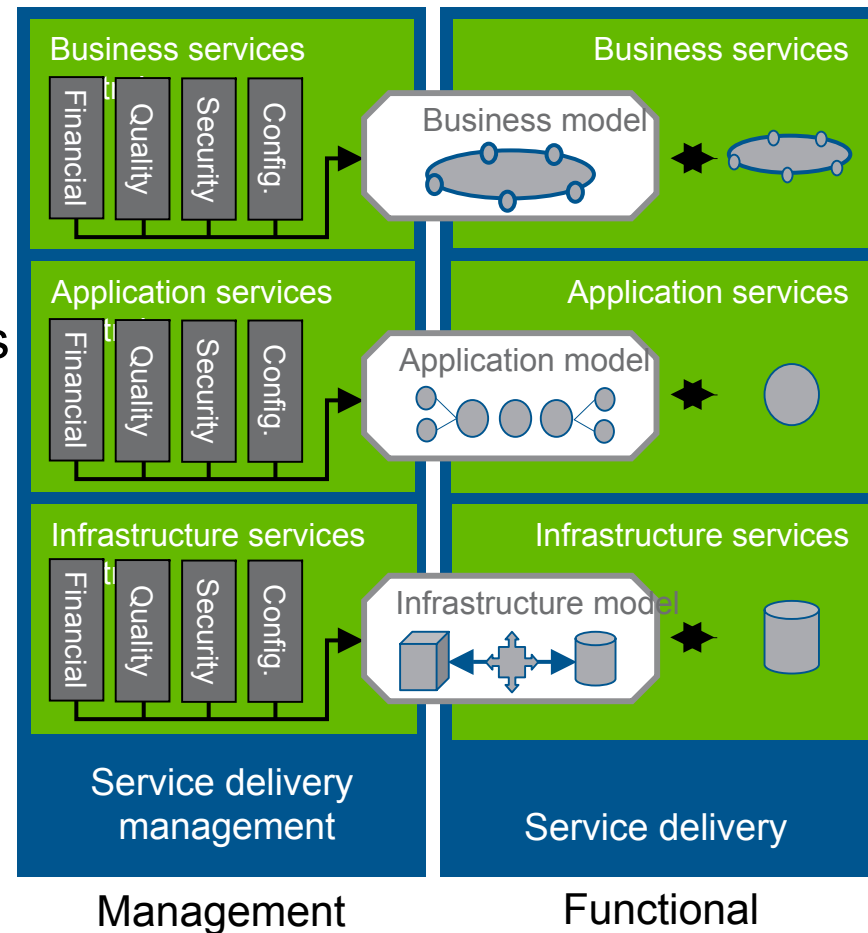 Business services
Financial
Quality
Security
Config.
Business model
Business services
Application services
Financial
Quality
Security
Config.
Application model
Application services
Infrastructure services
Financial
Quality
Security
Config.
Infrastructure model
Infrastructure services
Service delivery
management
Service delivery
Management
Functional